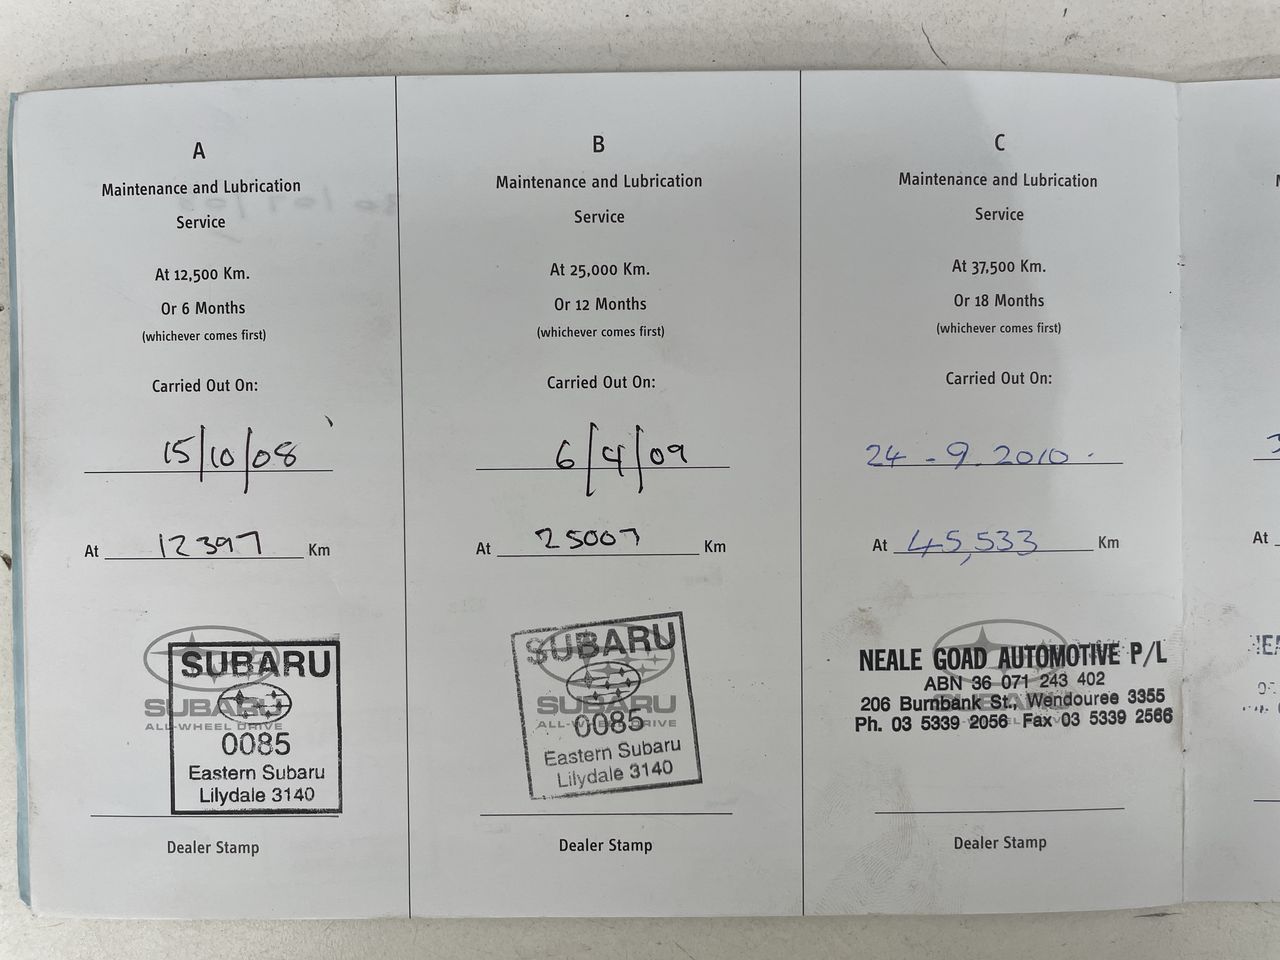 A
Maintenance and Lubrication
Service
At 12,500 Km.
Or 6 Months
(whichever comes first)
Carried Out On:
15/10/08
At 12397 Km
SUBARU
ALL-WHEEL DRIVE
SUBARU
0085
Eastern Subaru
Lilydale 3140
Dealer Stamp
B
Maintenance and Lubrication
Service
At 25,000 Km.
Or 12 Months
(whichever comes first)
Carried Out On:
6/4/09
At 25007 Km
SUBARU
ALL-WHEEL DRIVE
SUBARU
0085
Eastern Subaru
Lilydale 3140
Dealer Stamp
C
Maintenance and Lubrication
Service
At 37,500 Km.
Or 18 Months
(whichever comes first)
Carried Out On:
24-9.2010.
At 45,533 Km
NEALE GOAD AUTOMOTIVE P/L
ABN 36 071 243 402
206 Burnbank St., Wendouree 3355
Ph. 03 5339 2056 Fax 03 5339 2566
SUBARU
Dealer Stamp
At